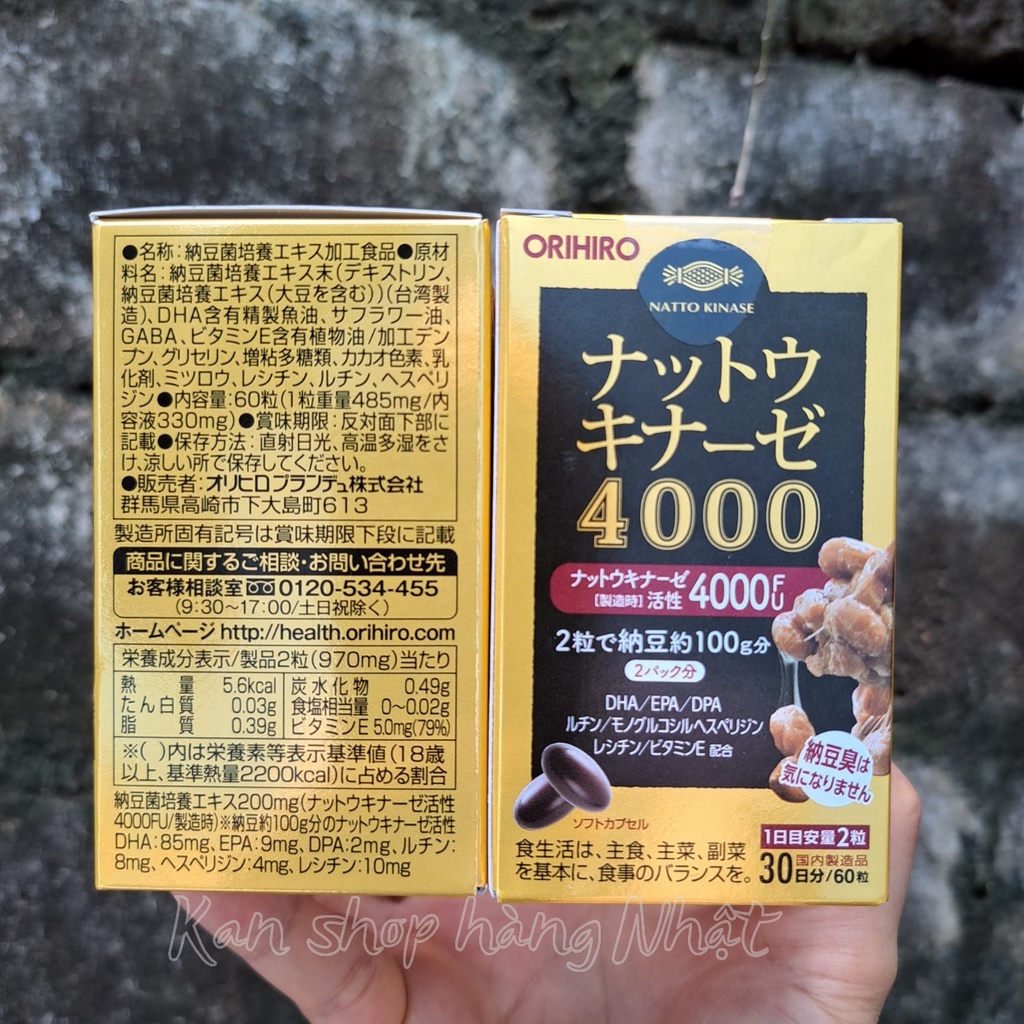 ●名称:納豆菌培養エキス加工食品●原材
料名:納豆菌培養エキス末(デキストリン、
納豆菌培養エキス(大豆を含む))(台湾製
造)、DHA含有精製魚油、サフラワー油、
GABA、ビタミンE含有植物油/加工デン
プン、グリセリン、増粘多糖類、カカオ色素、乳
化剤、ミツロウ、レシチン、ルチン、ヘスペリ
ジン●内容量:60粒(1粒重量485mg/内
容液330mg)●賞味期限:反対面下部に
記載●保存方法:直射日光、高温多湿をさ
け、涼しい所で保存してください。
●販売者:オリヒロプランデュ株式会社
群馬県高崎市下大島町613
製造所固有記号は賞味期限下段に記載
商品に関するご相談・お問い合わせ先
お客様相談室 0120-534-455
(9:30〜17:00/土日祝除く)
ホームページ http://health.orihiro.com
栄養成分表示/製品2粒(970mg)当たり
熱量 5.6kcal 炭水化物 0.49g
たん白質 0.03g 食塩相当量 0〜0.02g
脂質 0.39g ビタミンE 5.0mg(79%)
※( )内は栄養素等表示基準値(18歳
以上、基準熱量2200kcal)に占める割合
納豆菌培養エキス200mg(ナットウキナーゼ活性
4000FU/製造時)※納豆約100g分のナットウキナーゼ活性
DHA:85mg、EPA:9mg、DPA:2mg、ルチン:
8mg、ヘスペリジン:4mg、レシチン:10mg
ORIHIRO
NATTO KINASE
ナットウ
キナーゼ
4000
ナットウキナーゼ
[製造時]活性 4000FU
2粒で納豆約100g分
2パック分
DHA/EPA/DPA
ルチン/モノグルコシルヘスペリジン
レシチン/ビタミンE 配合
納豆臭は
気になりません
ソフトカプセル
1日目安量2粒
食生活は、主食、主菜、副菜
を基本に、食事のバランスを。
国内製造品
30日分/60粒
Kan shop hàng Nhật